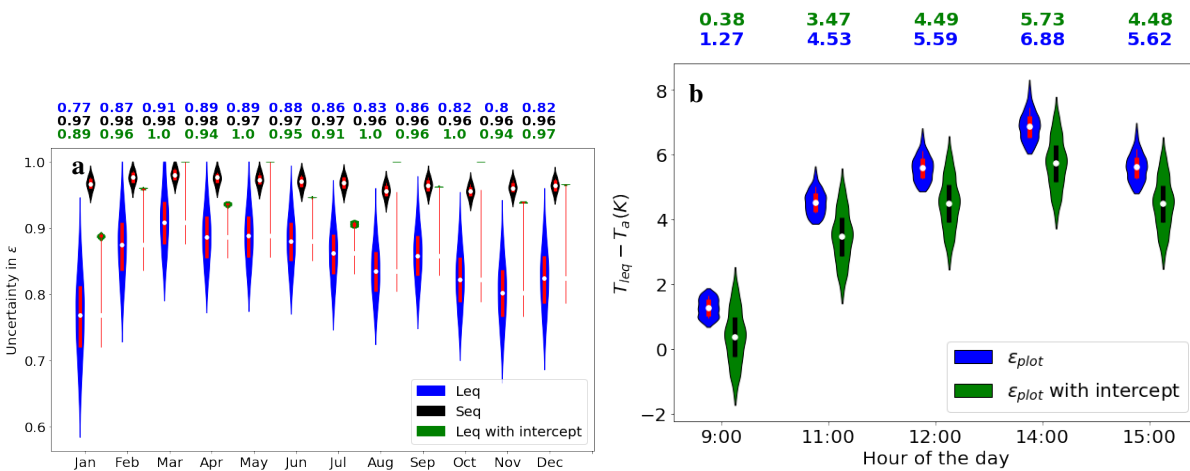 0.77 0.87 0.91 0.89 0.89 0.88 0.86 0.83 0.86 0.82 0.8 0.82
0.97 0.98 0.98 0.98 0.97 0.97 0.97 0.96 0.96 0.96 0.96 0.96
0.89 0.96 1.0 0.94 1.0 0.95 0.91 1.0 0.96 1.0 0.94 0.97
a
Uncertainty in ε
1.0
0.9
0.8
0.7
0.6
Leq
Seq
Leq with intercept
Jan Feb Mar Apr May Jun Jul Aug Sep Oct Nov Dec
0.38 3.47 4.49 5.73 4.48
1.27 4.53 5.59 6.88 5.62
b
T_leq − T_a(K)
8
6
4
2
0
−2
ε_plot
ε_plot with intercept
9:00 11:00 12:00 14:00 15:00
Hour of the day